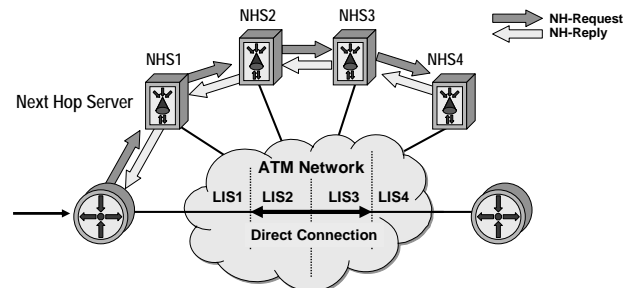 NHS2
NHS3
NH-Request
NH-Reply
NHS1
NHS4
Next Hop Server
ATM Network
LIS1
LIS2
LIS3
LIS4
Direct Connection